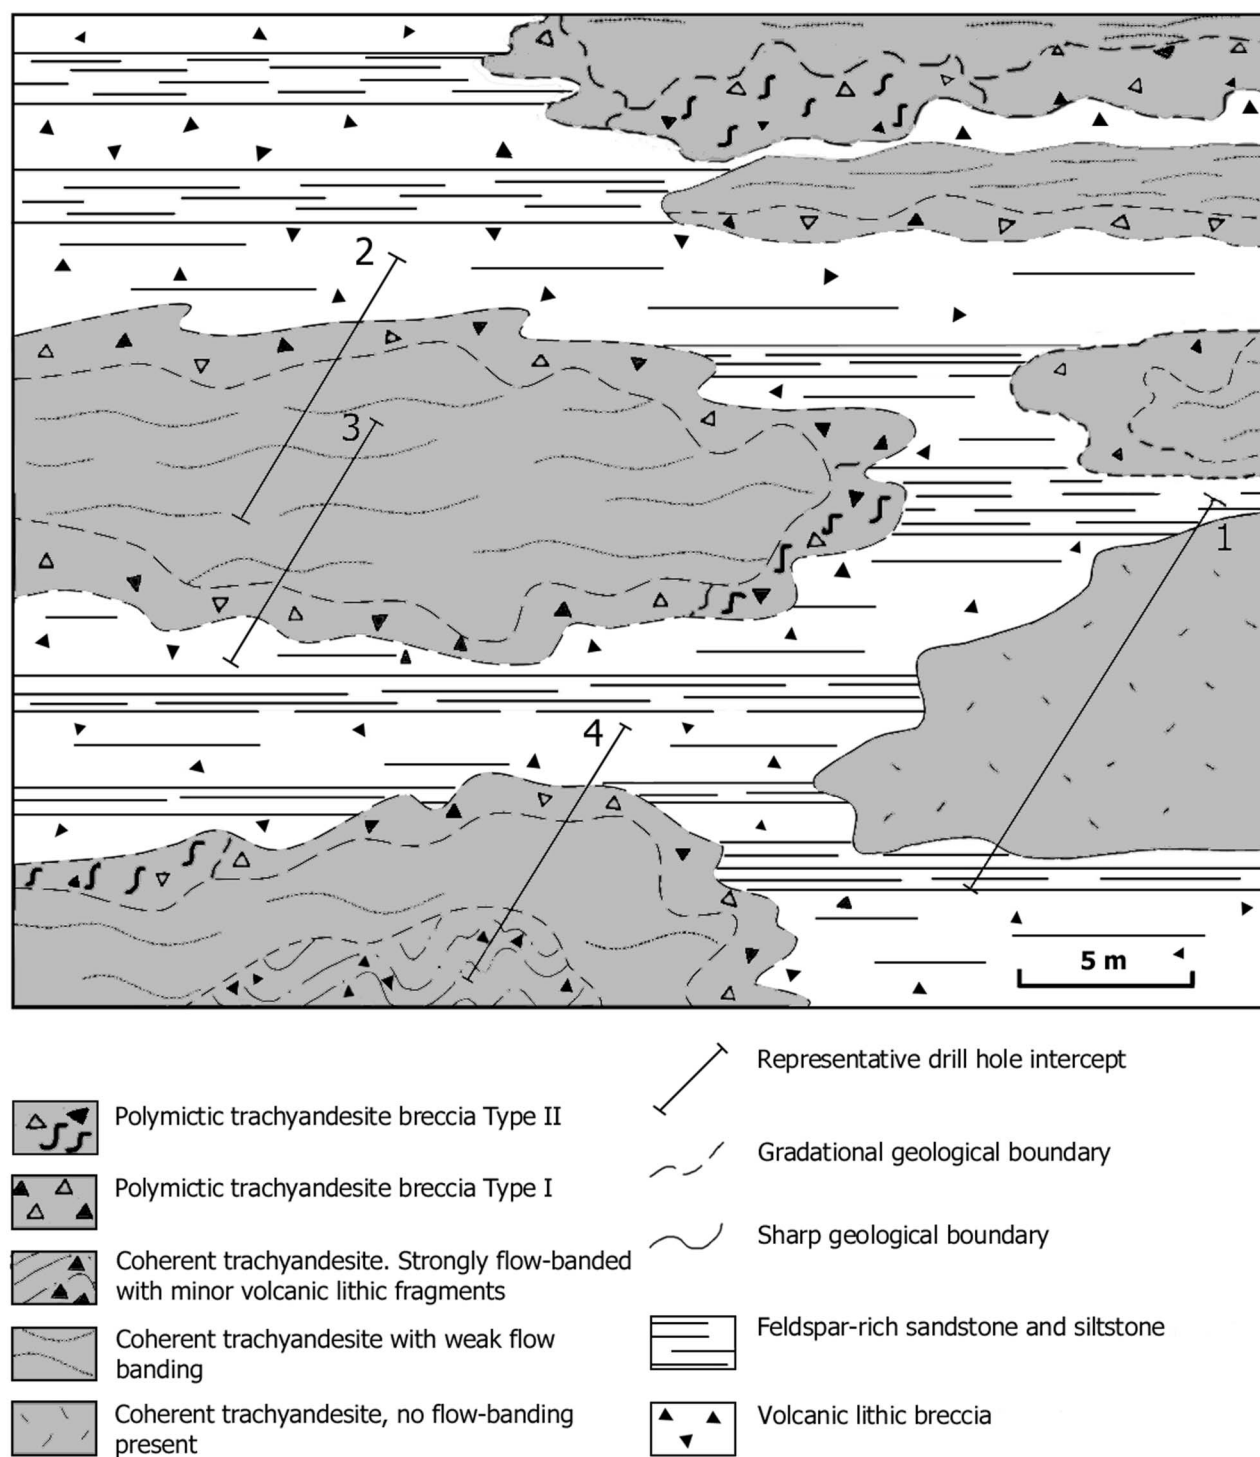 2
3
1
4
5 m
Polymictic trachyandesite breccia Type II
Polymictic trachyandesite breccia Type I
Coherent trachyandesite. Strongly flow-banded
with minor volcanic lithic fragments
Coherent trachyandesite with weak flow
banding
Coherent trachyandesite, no flow-banding
present
Representative drill hole intercept
Gradational geological boundary
Sharp geological boundary
Feldspar-rich sandstone and siltstone
Volcanic lithic breccia